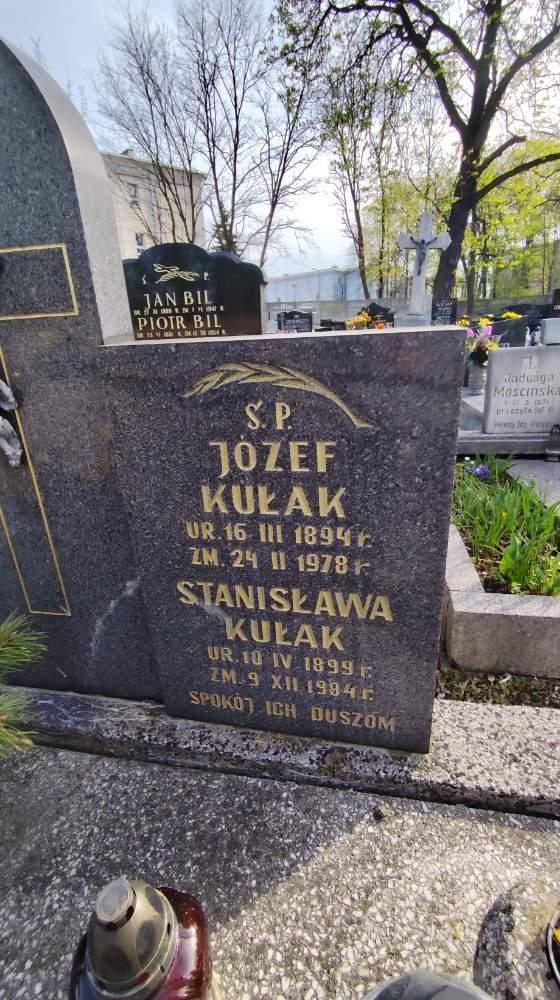 Ś. P.
JÓZEF
KUŁAK
UR. 16 III 1894 r.
ZM. 24 II 1978 r.
STANISŁAWA
KUŁAK
UR. 10 IV 1899 r.
ZM. 9 XII 1984 r.
SPOKÓJ ICH DUSZOM
Ś P
JAN BIL
PIOTR BIL
Jadwiga
Mościńska